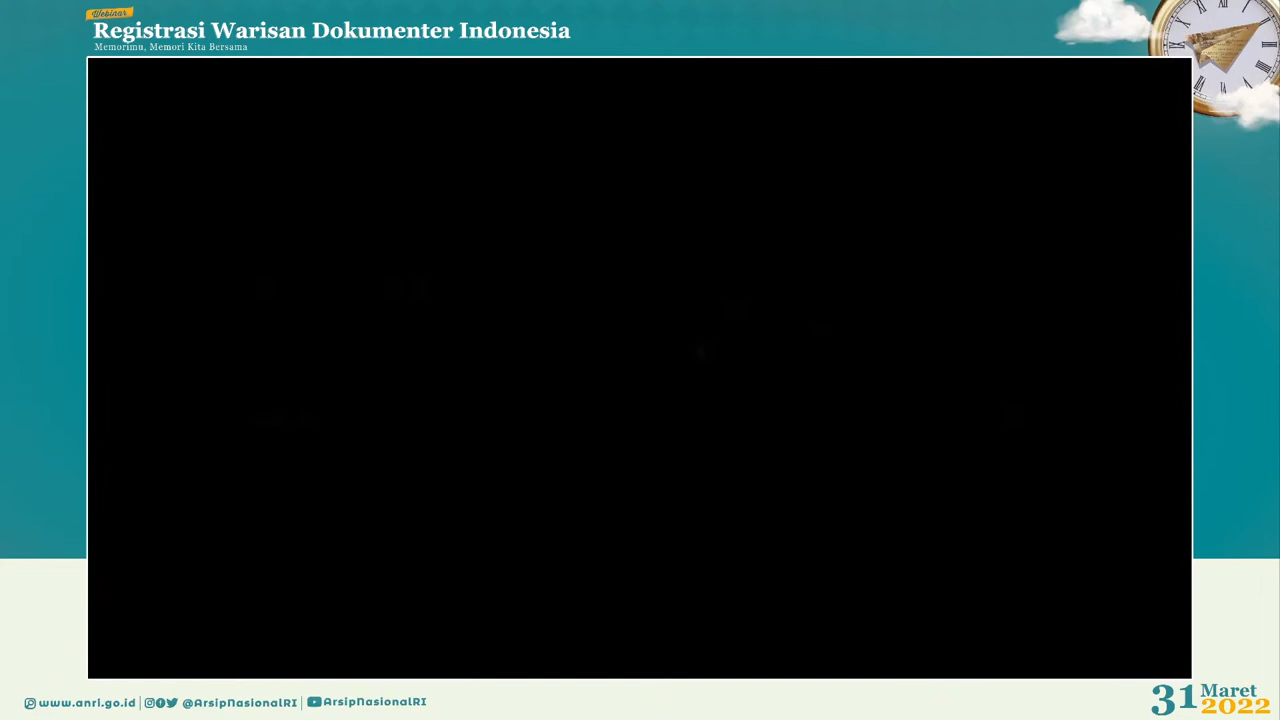 Webinar
Registrasi Warisan Dokumenter Indonesia
Memorimu, Memori Kita Bersama
www.anri.go.id | @ArsipNasionalRI | ArsipNasionalRI
31 Maret 2022